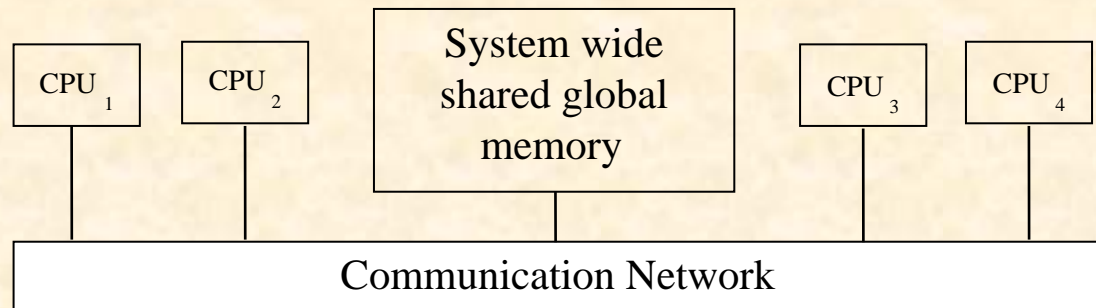 CPU 1
CPU 2
System wide
shared global
memory
CPU 3
CPU 4
Communication Network